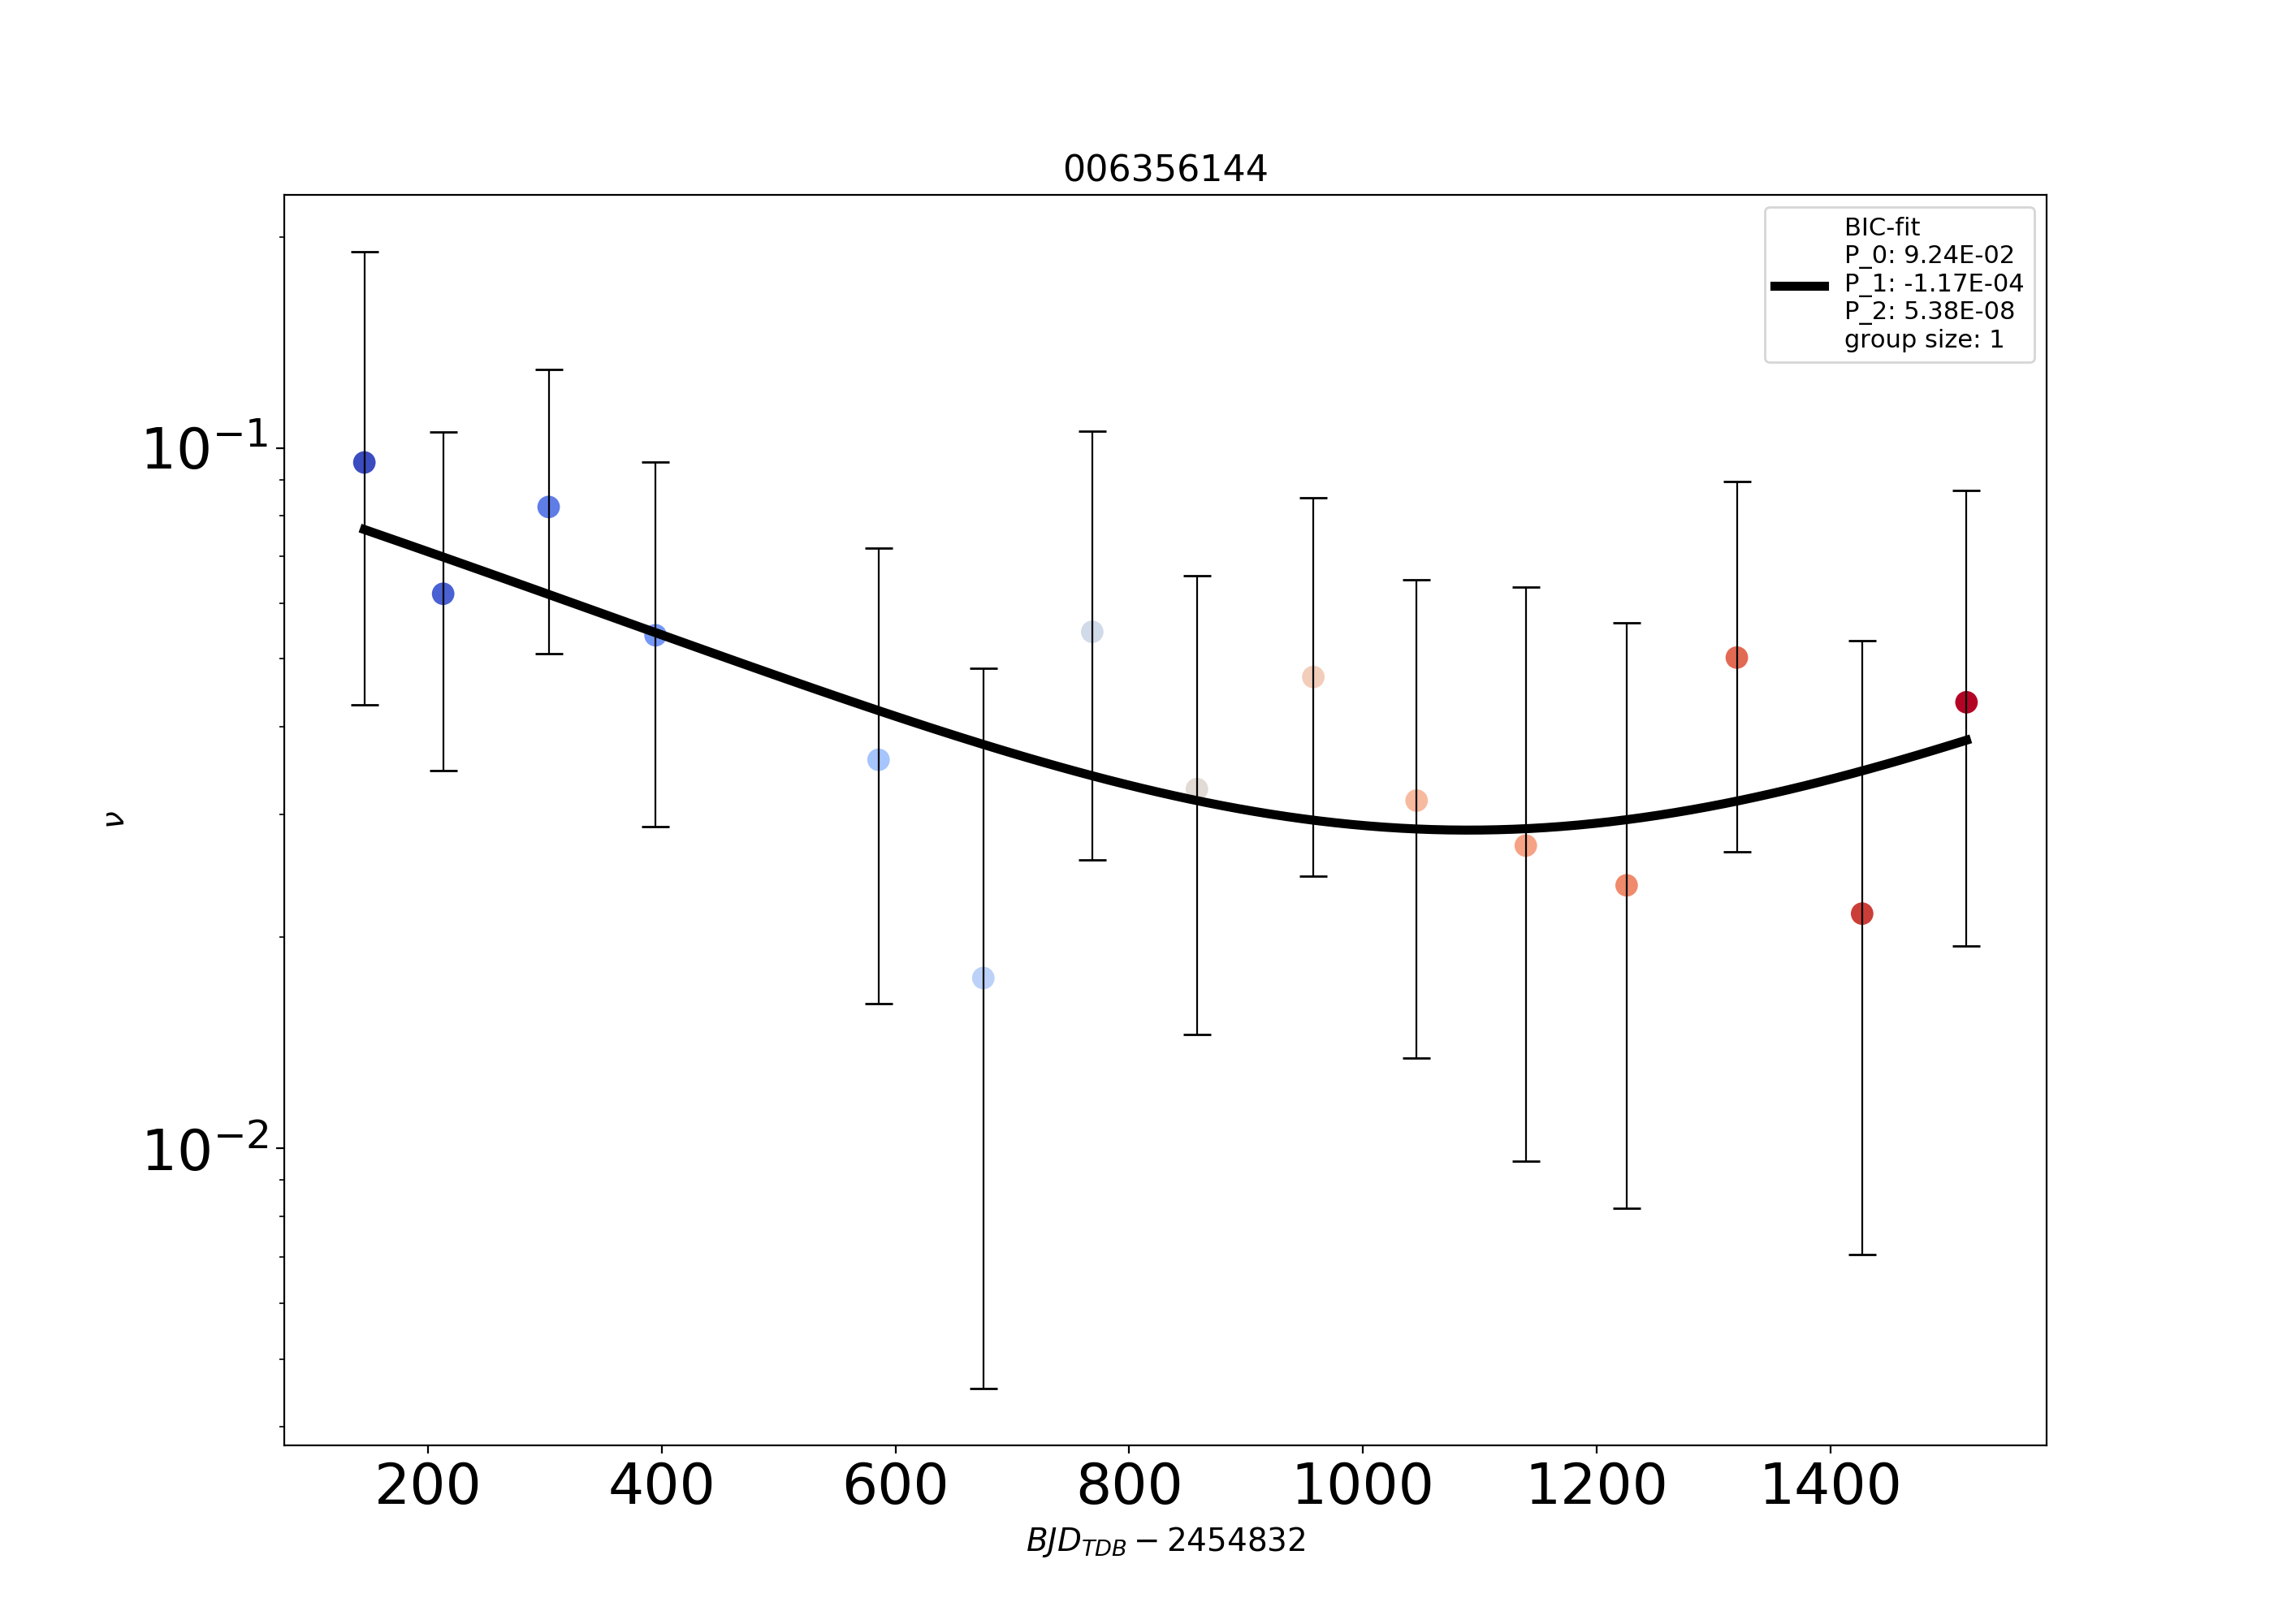 006356144
BIC-fit
P_0: 9.24E-02
P_1: -1.17E-04
P_2: 5.38E-08
group size: 1
10⁻¹
ν
10⁻²
200 400 600 800 1000 1200 1400
BJD_TDB − 2454832